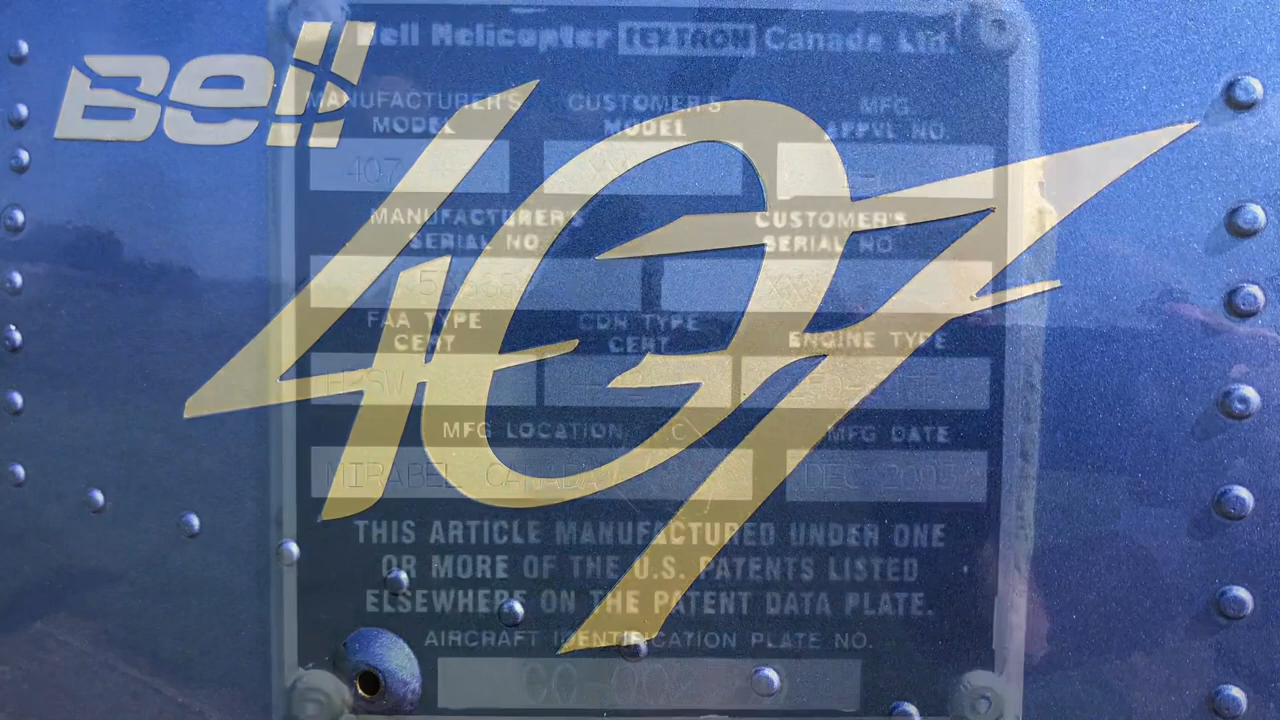 Bell
407
Bell Helicopter TEXTRON Canada Ltd.
MANUFACTURER'S MODEL
CUSTOMER'S MODEL
MFG. APPVL NO.
407
MANUFACTURER'S SERIAL NO.
CUSTOMER'S SERIAL NO.
FAA TYPE CERT
CDN TYPE CERT
ENGINE TYPE
MFG LOCATION
MFG DATE
MIRABEL CANADA
DEC
THIS ARTICLE MANUFACTURED UNDER ONE
OR MORE OF THE U.S. PATENTS LISTED
ELSEWHERE ON THE PATENT DATA PLATE.
AIRCRAFT IDENTIFICATION PLATE NO.